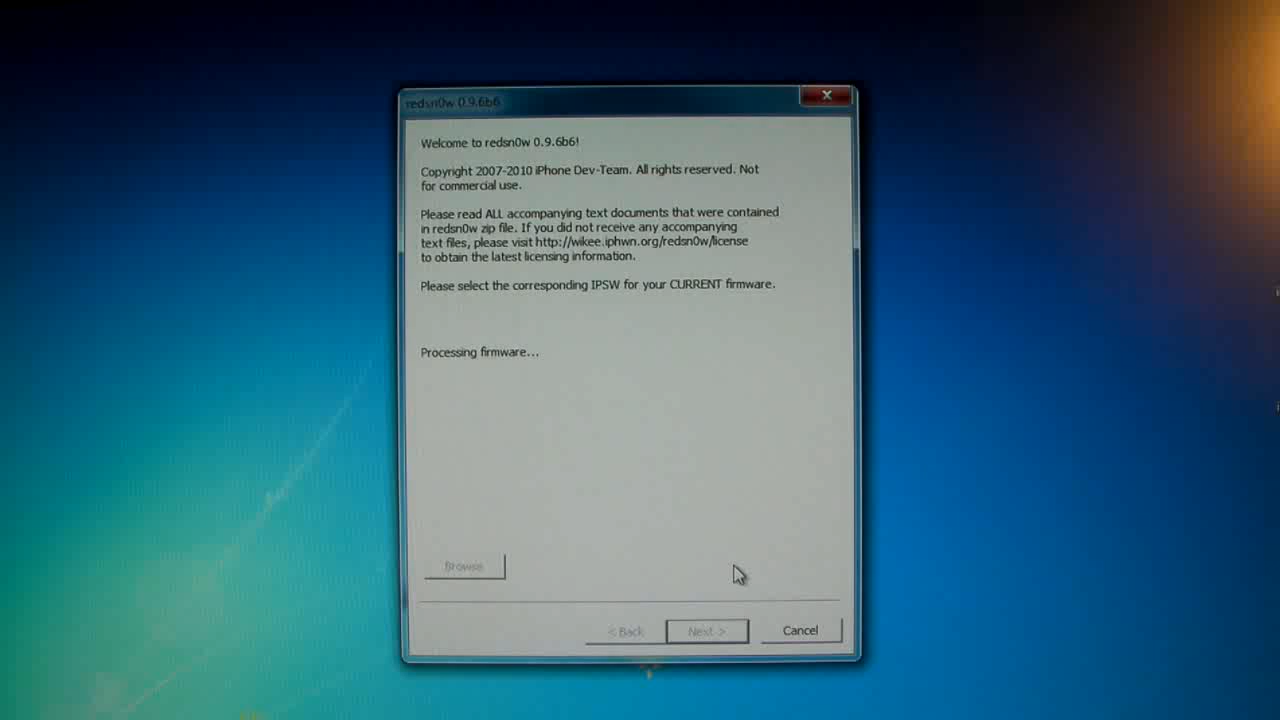 redsn0w 0.9.6b6
Welcome to redsn0w 0.9.6b6!
Copyright 2007-2010 iPhone Dev-Team. All rights reserved. Not
for commercial use.
Please read ALL accompanying text documents that were contained
in redsn0w zip file. If you did not receive any accompanying
text files, please visit http://wikee.iphwn.org/redsn0w/license
to obtain the latest licensing information.
Please select the corresponding IPSW for your CURRENT firmware.
Processing firmware...
Browse
< Back Next > Cancel